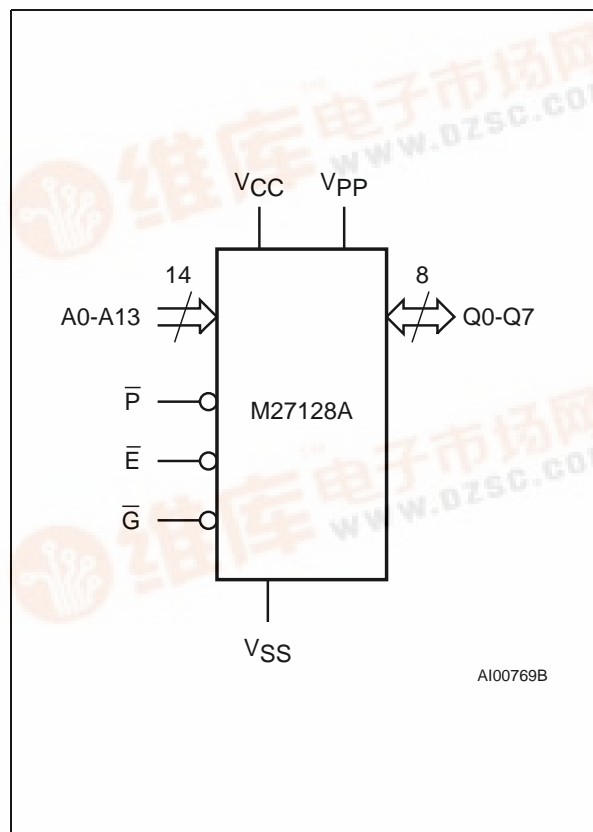 维库电子市场网
www.dzsc.com
VCC
VPP
14
8
A0-A13
Q0-Q7
P̅
M27128A
E̅
维库电子市场网
www.dzsc.com
G̅
VSS
AI00769B